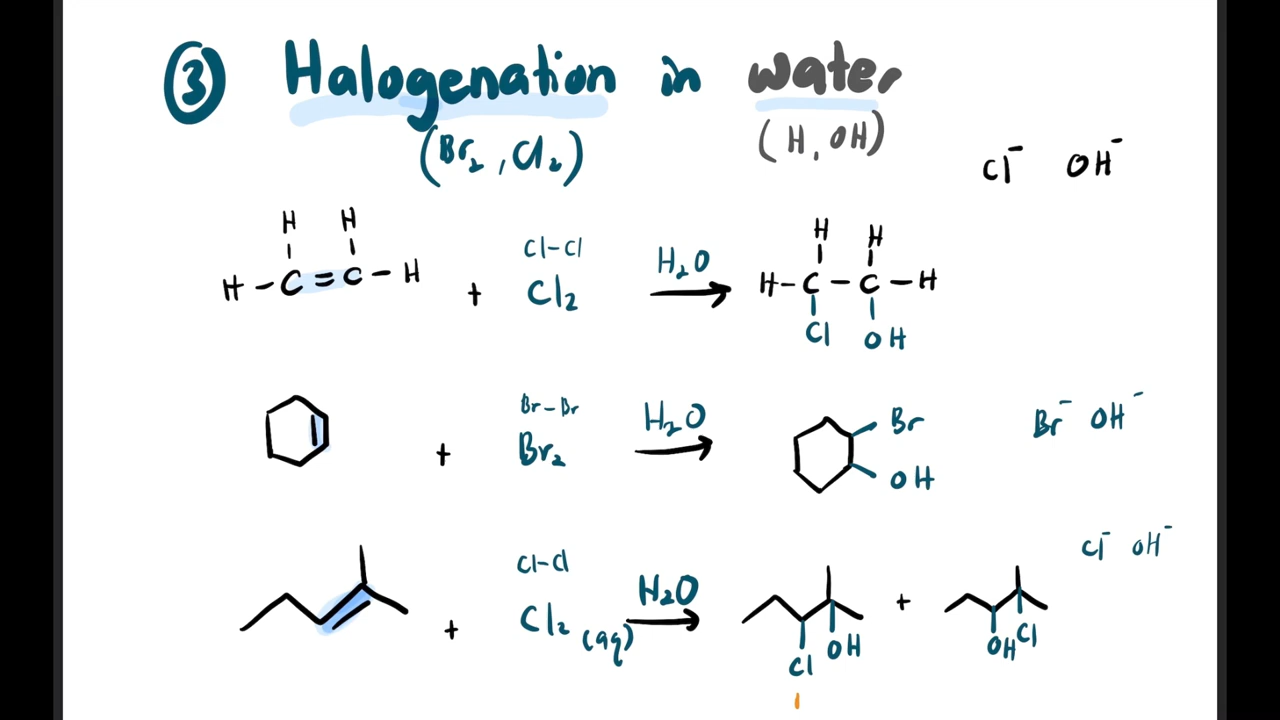 ③ Halogenation in water
(Br₂, Cl₂) (H, OH)
Cl⁻ OH⁻
H H
H – C = C – H + Cl–Cl Cl₂ H₂O → H – C – C – H
H H
Cl OH
Br–Br
+ Br₂ H₂O → Br
OH
Br⁻ OH⁻
Cl–Cl
+ Cl₂ (aq) H₂O → Cl OH + OH Cl
Cl⁻ OH⁻